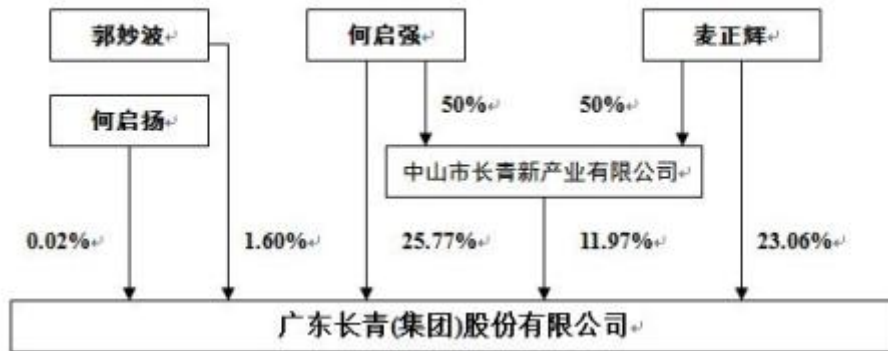 郭妙波
何启强
麦正辉
何启扬
50%
50%
中山市长青新产业有限公司
0.02%
1.60%
25.77%
11.97%
23.06%
广东长青(集团)股份有限公司